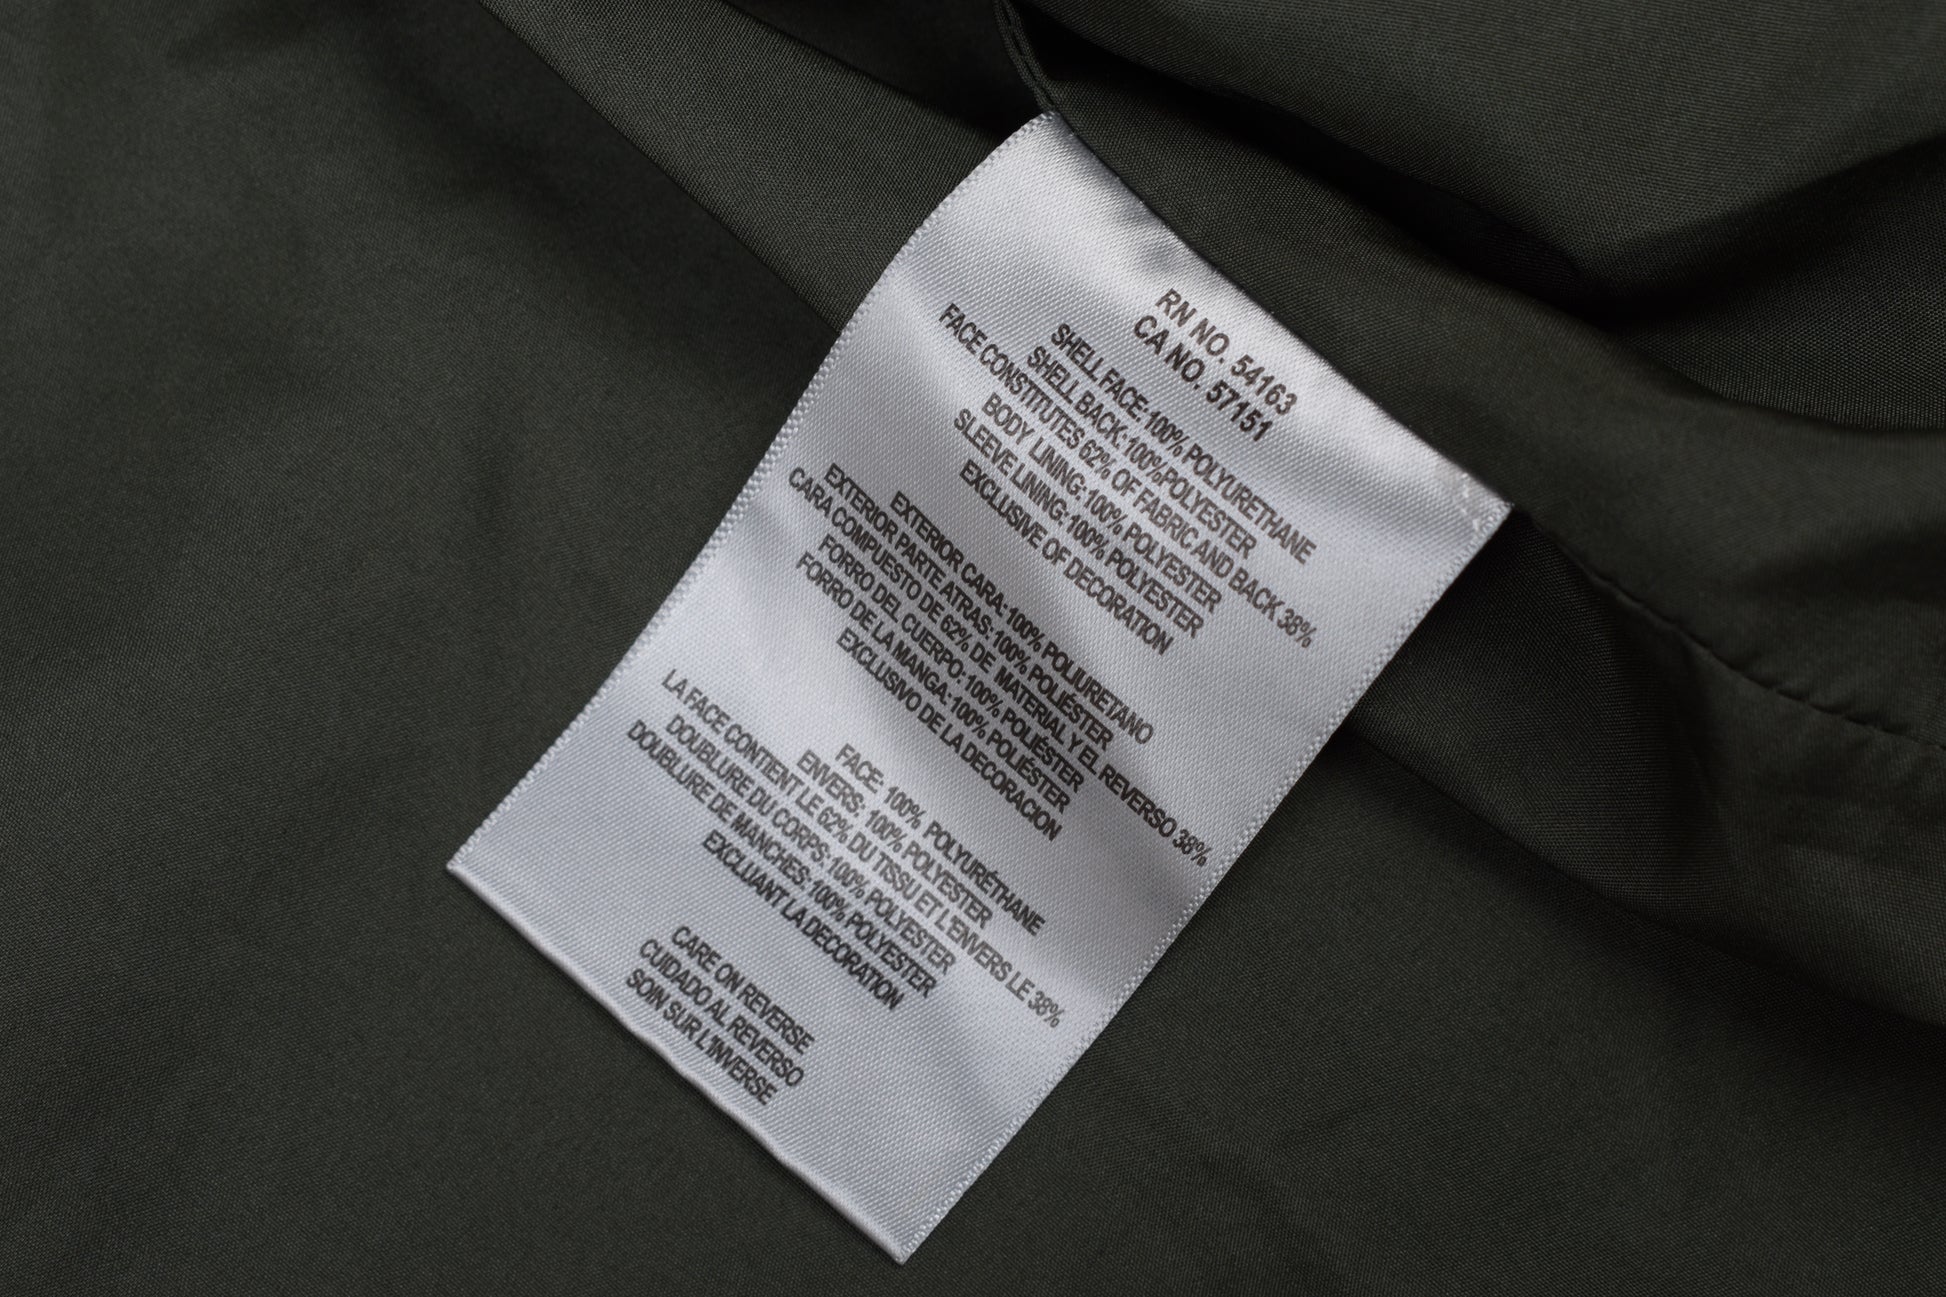 RN NO. 54163
CA NO. 57151
SHELL FACE:100% POLYURETHANE
SHELL BACK:100%POLYESTER
FACE CONSTITUTES 62% OF FABRIC AND BACK 38%
BODY LINING:100% POLYESTER
SLEEVE LINING:100% POLYESTER
EXCLUSIVE OF DECORATION
EXTERIOR CARA:100% POLIURETANO
EXTERIOR PARTE ATRAS:100% POLIÉSTER
CARA COMPUESTO DE 62% DE MATERIAL Y EL REVERSO 38%
FORRO DEL CUERPO:100% POLIÉSTER
FORRO DE LA MANGA:100% POLIÉSTER
EXCLUSIVO DE LA DECORACION
FACE: 100% POLYURÉTHANE
ENVERS: 100% POLYESTER
LA FACE CONTIENT LE 62% DU TISSU ET L'ENVERS LE 38%
DOUBLURE DU CORPS:100% POLYESTER
DOUBLURE DE MANCHES:100% POLYESTER
EXCLUANT LA DECORATION
CARE ON REVERSE
CUIDADO AL REVERSO
SOIN SUR L'INVERSE